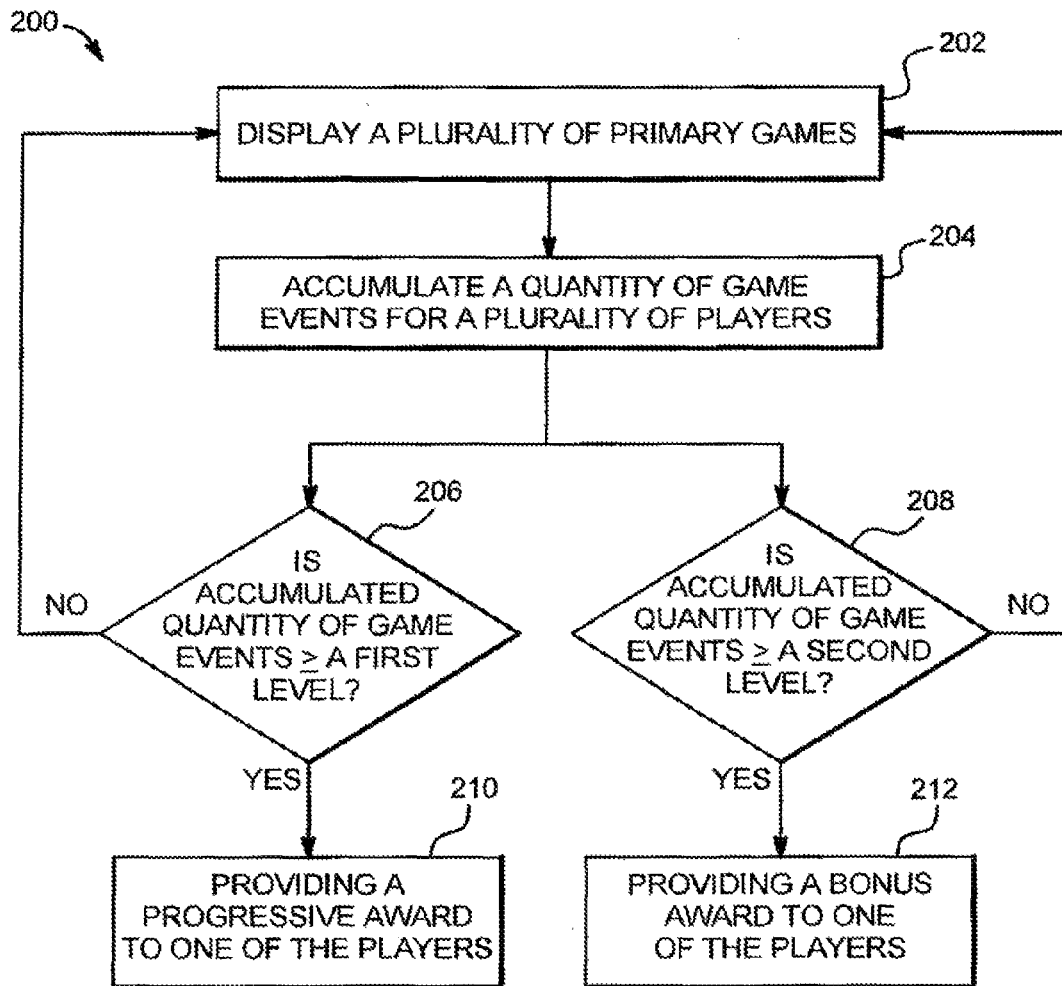 200
202
DISPLAY A PLURALITY OF PRIMARY GAMES
204
ACCUMULATE A QUANTITY OF GAME
EVENTS FOR A PLURALITY OF PLAYERS
206
IS
ACCUMULATED
QUANTITY OF GAME
EVENTS ≥ A FIRST
LEVEL?
NO
YES
208
IS
ACCUMULATED
QUANTITY OF GAME
EVENTS ≥ A SECOND
LEVEL?
NO
YES
210
PROVIDING A
PROGRESSIVE AWARD
TO ONE OF THE PLAYERS
212
PROVIDING A BONUS
AWARD TO ONE
OF THE PLAYERS